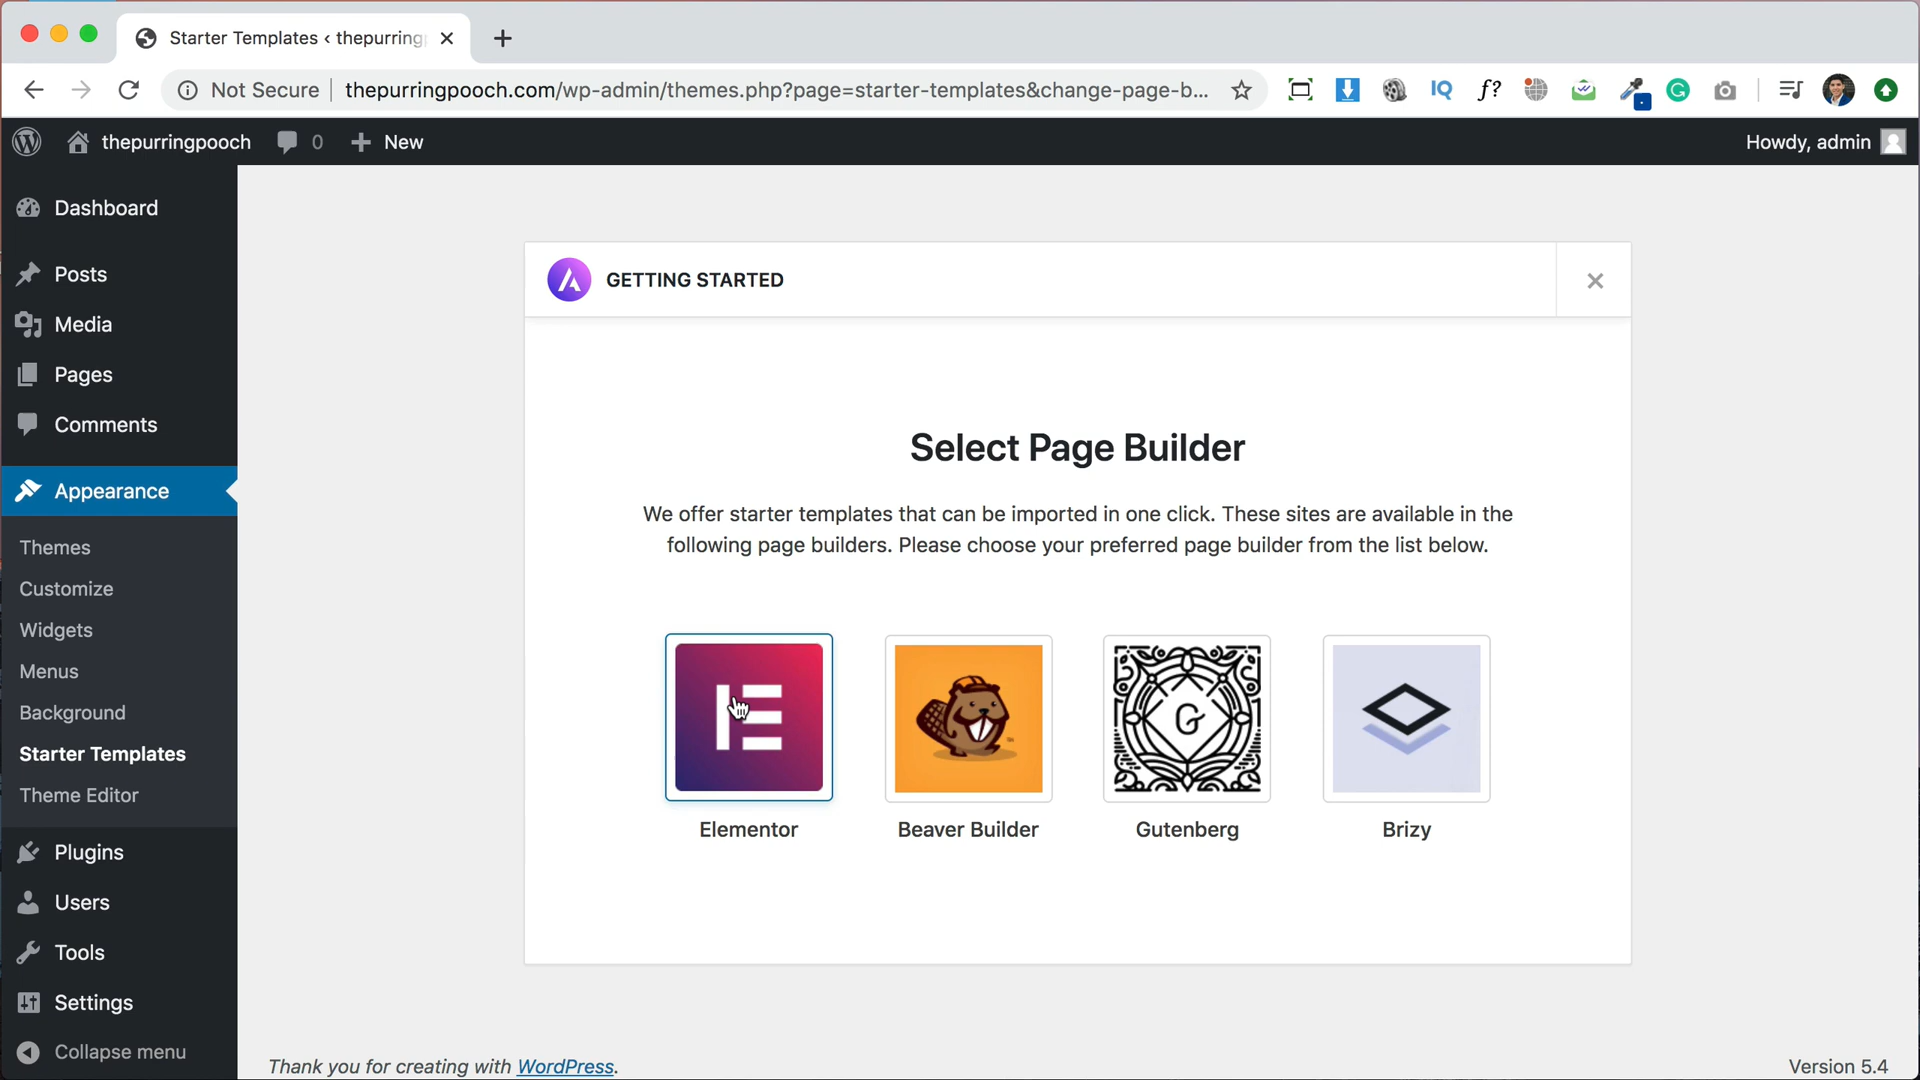 Starter Templates ‹ thepurring
Not Secure
thepurringpooch.com/wp-admin/themes.php?page=starter-templates&change-page-b...
IQ
f?
thepurringpooch
0
New
Howdy, admin
Dashboard
Posts
Media
Pages
Comments
Appearance
Themes
Customize
Widgets
Menus
Background
Starter Templates
Theme Editor
Plugins
Users
Tools
Settings
Collapse menu
GETTING STARTED
Select Page Builder
We offer starter templates that can be imported in one click. These sites are available in the
following page builders. Please choose your preferred page builder from the list below.
G
Elementor
Beaver Builder
Gutenberg
Brizy
Thank you for creating with WordPress.
Version 5.4